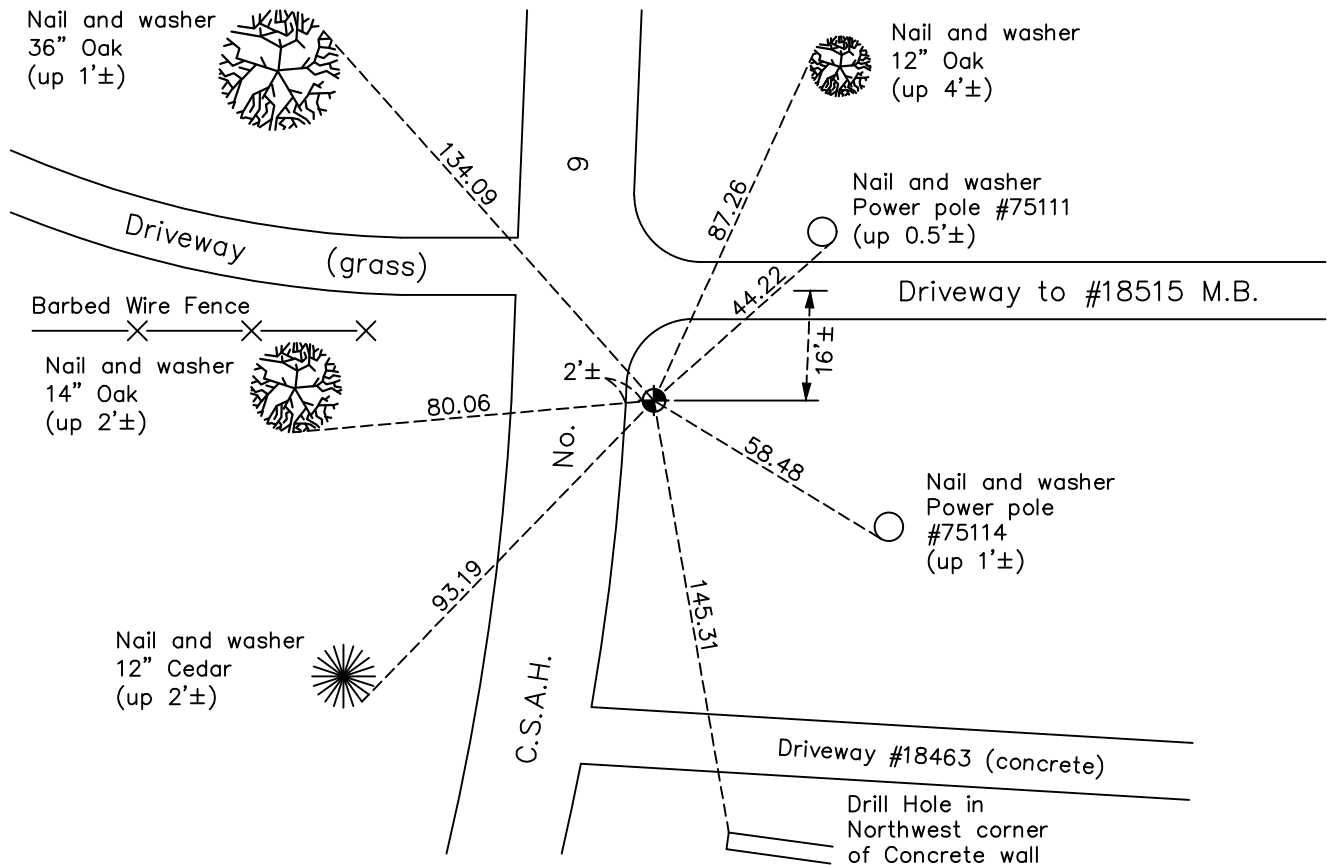 Nail and washer
36” Oak
(up 1'±)
Nail and washer
12” Oak
(up 4'±)
134.09
9
87.26
Nail and washer
Power pole #75111
(up 0.5'±)
Driveway (grass)
44.22
Driveway to #18515 M.B.
Barbed Wire Fence
16'±
Nail and washer
14” Oak
(up 2'±)
2'±
80.06
No.
58.48
Nail and washer
Power pole
#75114
(up 1'±)
93.19
145.31
Nail and washer
12” Cedar
(up 2'±)
C.S.A.H.
Driveway #18463 (concrete)
Drill Hole in
Northwest corner
of Concrete wall